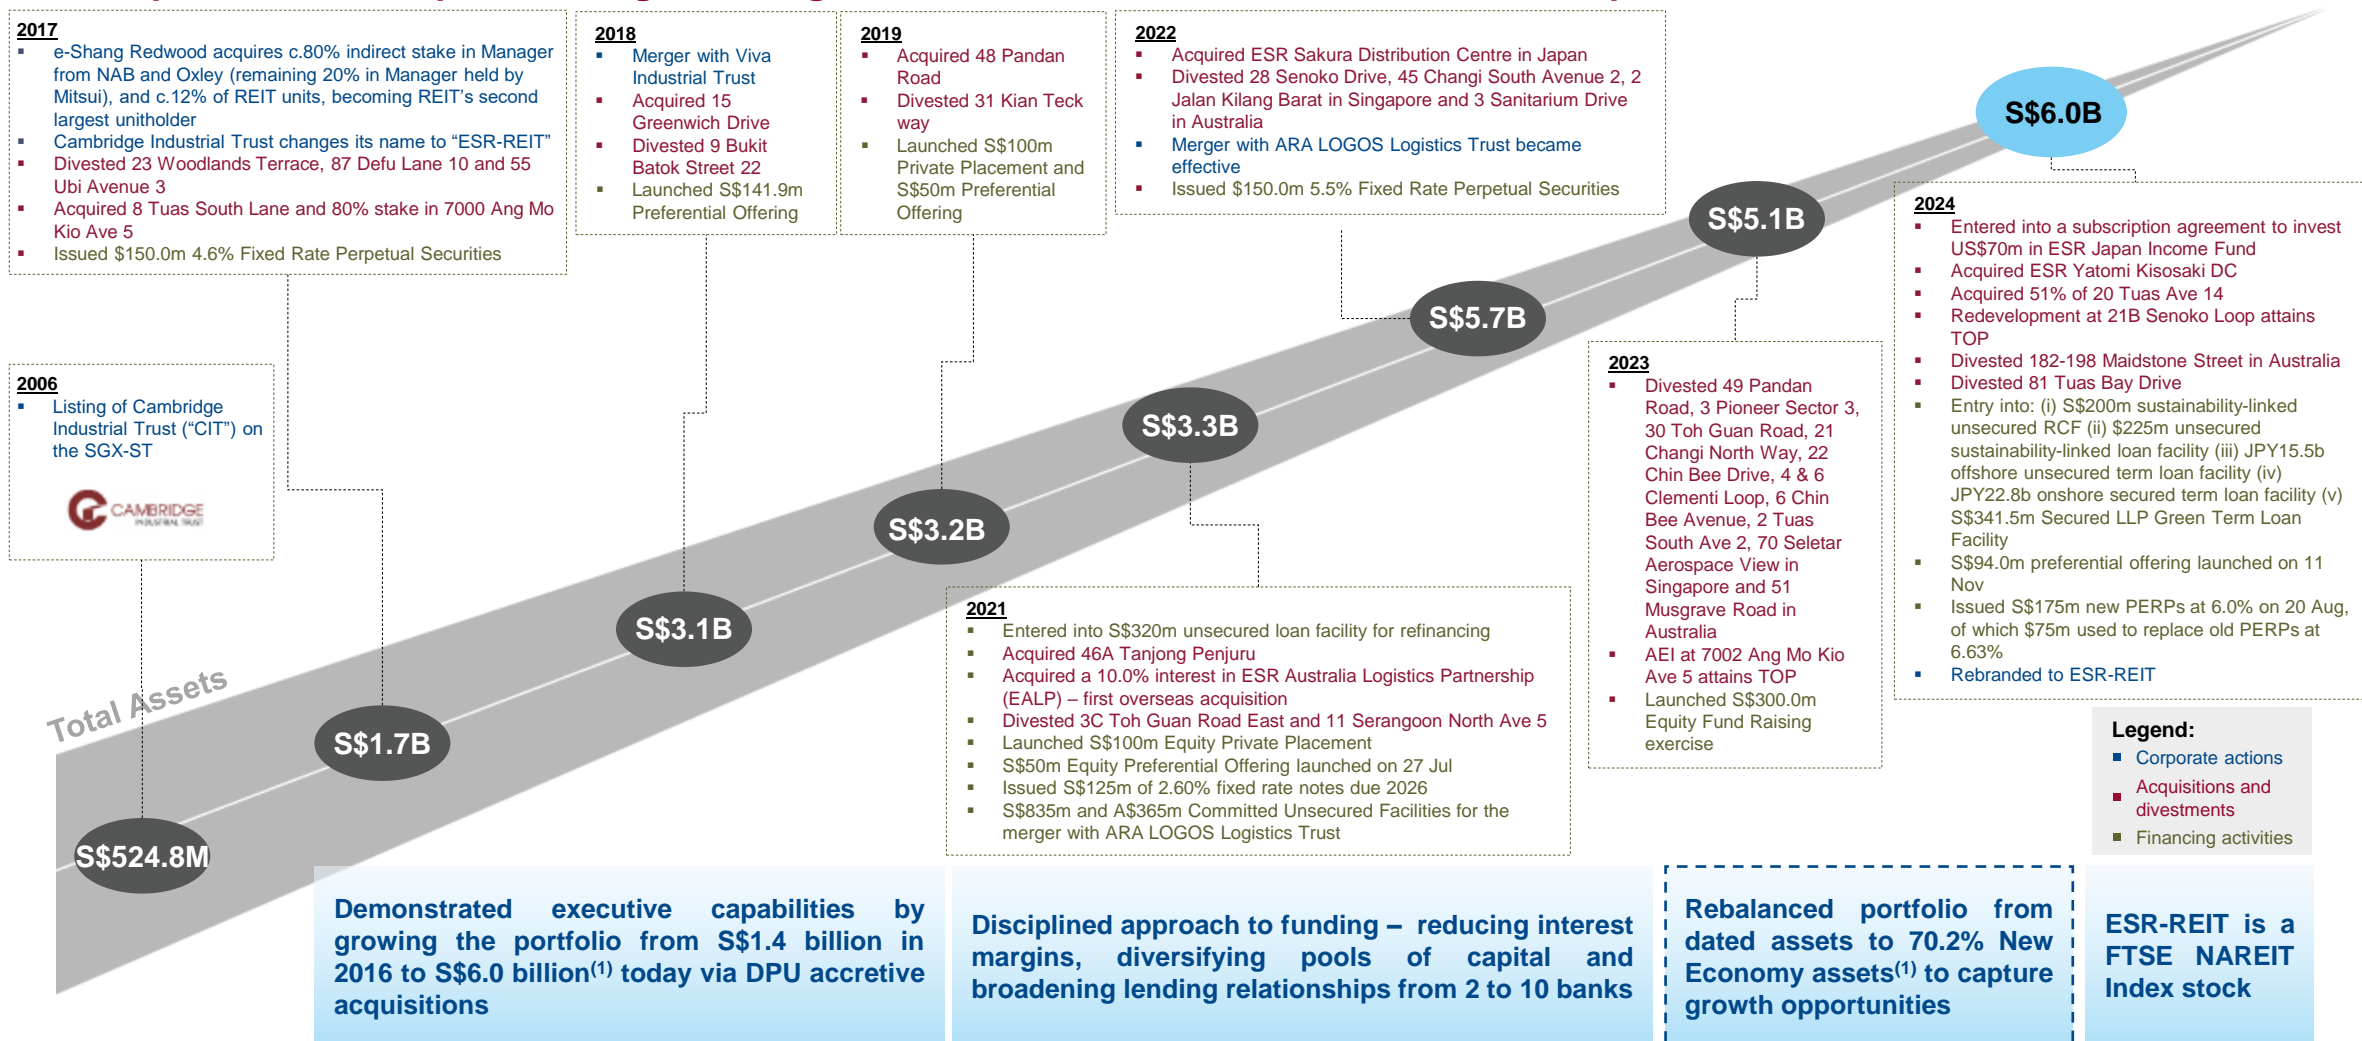 2017
▪ e-Shang Redwood acquires c.80% indirect stake in Manager
from NAB and Oxley (remaining 20% in Manager held by
Mitsui), and c.12% of REIT units, becoming REIT’s second
largest unitholder
▪ Cambridge Industrial Trust changes its name to “ESR-REIT”
▪ Divested 23 Woodlands Terrace, 87 Defu Lane 10 and 55
Ubi Avenue 3
▪ Acquired 8 Tuas South Lane and 80% stake in 7000 Ang Mo
Kio Ave 5
▪ Issued $150.0m 4.6% Fixed Rate Perpetual Securities
2018
▪ Merger with Viva
Industrial Trust
▪ Acquired 15
Greenwich Drive
▪ Divested 9 Bukit
Batok Street 22
▪ Launched S$141.9m
Preferential Offering
2019
▪ Acquired 48 Pandan
Road
▪ Divested 31 Kian Teck
way
▪ Launched S$100m
Private Placement and
S$50m Preferential
Offering
2022
▪ Acquired ESR Sakura Distribution Centre in Japan
▪ Divested 28 Senoko Drive, 45 Changi South Avenue 2, 2
Jalan Kilang Barat in Singapore and 3 Sanitarium Drive
in Australia
▪ Merger with ARA LOGOS Logistics Trust became
effective
▪ Issued $150.0m 5.5% Fixed Rate Perpetual Securities
S$6.0B
S$5.1B
S$5.7B
S$3.3B
S$3.2B
S$3.1B
S$1.7B
S$524.8M
Total Assets
2006
▪ Listing of Cambridge
Industrial Trust (“CIT”) on
the SGX-ST
CAMBRIDGE
INDUSTRIAL TRUST
2021
▪ Entered into S$320m unsecured loan facility for refinancing
▪ Acquired 46A Tanjong Penjuru
▪ Acquired a 10.0% interest in ESR Australia Logistics Partnership
(EALP) – first overseas acquisition
▪ Divested 3C Toh Guan Road East and 11 Serangoon North Ave 5
▪ Launched S$100m Equity Private Placement
▪ S$50m Equity Preferential Offering launched on 27 Jul
▪ Issued S$125m of 2.60% fixed rate notes due 2026
▪ S$835m and A$365m Committed Unsecured Facilities for the
merger with ARA LOGOS Logistics Trust
2023
▪ Divested 49 Pandan
Road, 3 Pioneer Sector 3,
30 Toh Guan Road, 21
Changi North Way, 22
Chin Bee Drive, 4 & 6
Clementi Loop, 6 Chin
Bee Avenue, 2 Tuas
South Ave 2, 70 Seletar
Aerospace View in
Singapore and 51
Musgrave Road in
Australia
▪ AEI at 7002 Ang Mo Kio
Ave 5 attains TOP
▪ Launched S$300.0m
Equity Fund Raising
exercise
2024
▪ Entered into a subscription agreement to invest
US$70m in ESR Japan Income Fund
▪ Acquired ESR Yatomi Kisosaki DC
▪ Acquired 51% of 20 Tuas Ave 14
▪ Redevelopment at 21B Senoko Loop attains
TOP
▪ Divested 182-198 Maidstone Street in Australia
▪ Divested 81 Tuas Bay Drive
▪ Entry into: (i) S$200m sustainability-linked
unsecured RCF (ii) $225m unsecured
sustainability-linked loan facility (iii) JPY15.5b
offshore unsecured term loan facility (iv)
JPY22.8b onshore secured term loan facility (v)
S$341.5m Secured LLP Green Term Loan
Facility
▪ S$94.0m preferential offering launched on 11
Nov
▪ Issued S$175m new PERPs at 6.0% on 20 Aug,
of which $75m used to replace old PERPs at
6.63%
▪ Rebranded to ESR-REIT
Legend:
▪ Corporate actions
▪ Acquisitions and
divestments
▪ Financing activities
Demonstrated executive capabilities by
growing the portfolio from S$1.4 billion in
2016 to S$6.0 billion(1) today via DPU accretive
acquisitions
Disciplined approach to funding – reducing interest
margins, diversifying pools of capital and
broadening lending relationships from 2 to 10 banks
Rebalanced portfolio from
dated assets to 70.2% New
Economy assets(1) to capture
growth opportunities
ESR-REIT is a
FTSE NAREIT
Index stock